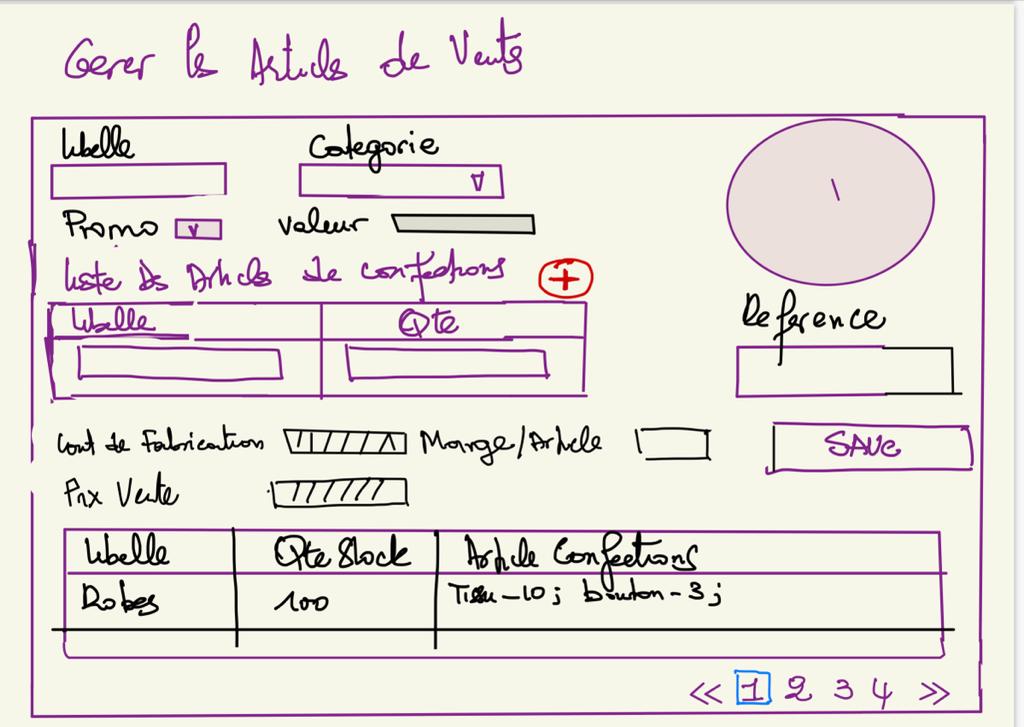 Gerer les Articles de Vente
Libelle Categorie
Promo valeur
liste des Articles de confections +
Libelle Qte
Reference
Cout de Fabrication Marge/Article SAVE
Prix Vente
Libelle Qte Stock Article Confections
Robes 100 Tissu-10; bouton-3;
<< 1 2 3 4 >>